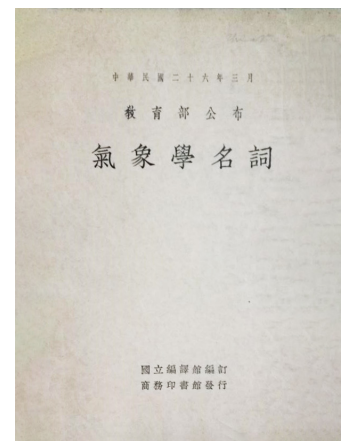 中華民國二十六年三月
教育部公布
氣象學名詞
國立編譯館編訂
商務印書館發行